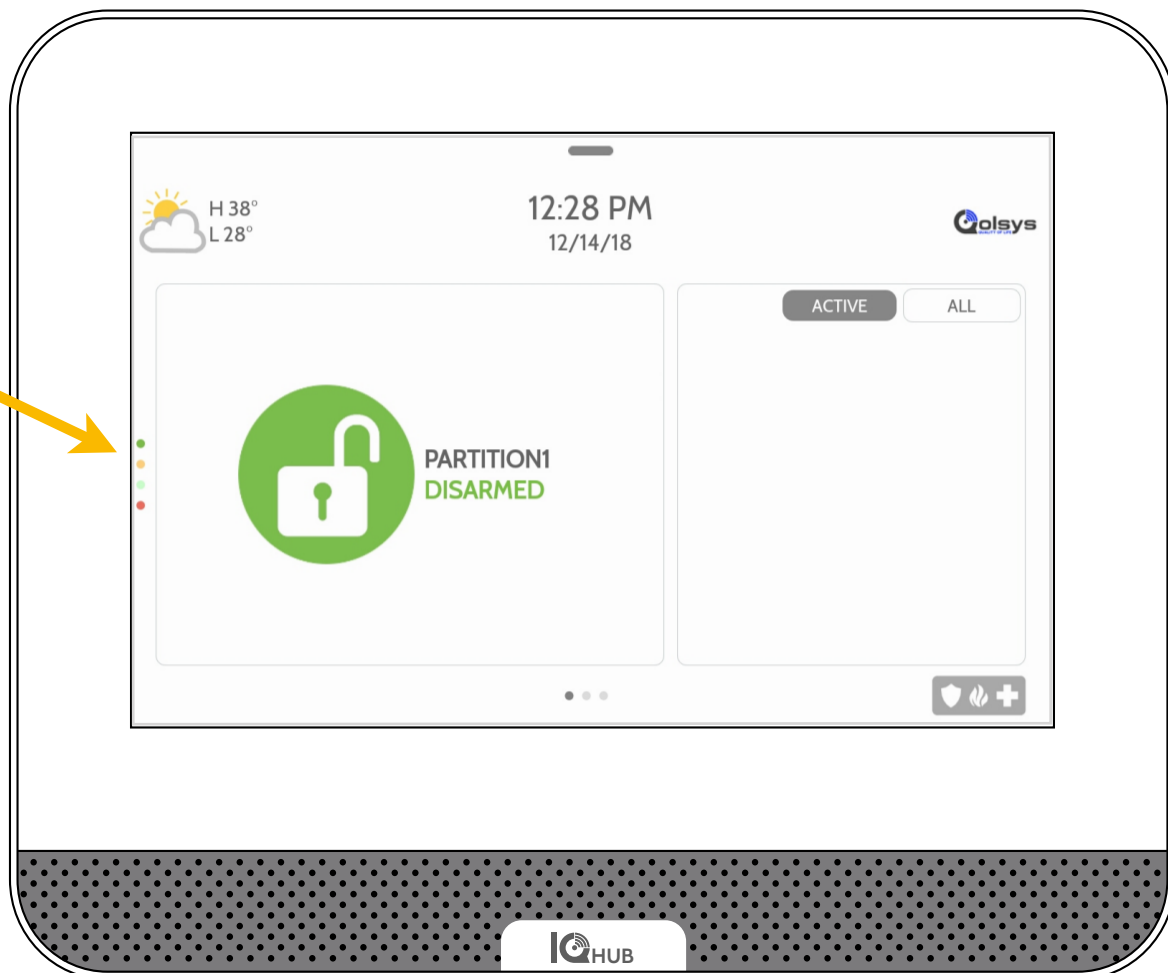 H 38°
L 28°
12:28 PM
12/14/18
Qolsys
ACTIVE
ALL
PARTITION1
DISARMED
IQ HUB